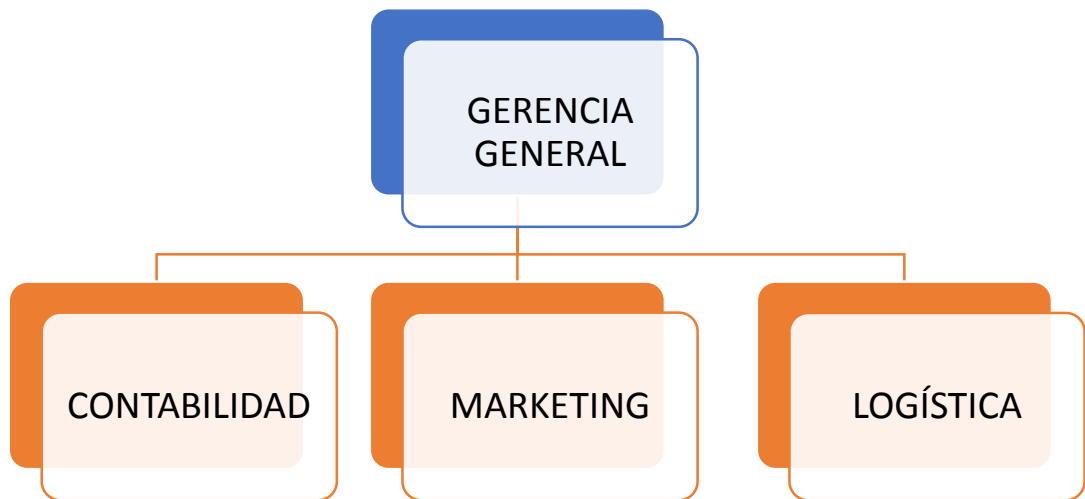 GERENCIA
GENERAL
CONTABILIDAD
MARKETING
LOGÍSTICA